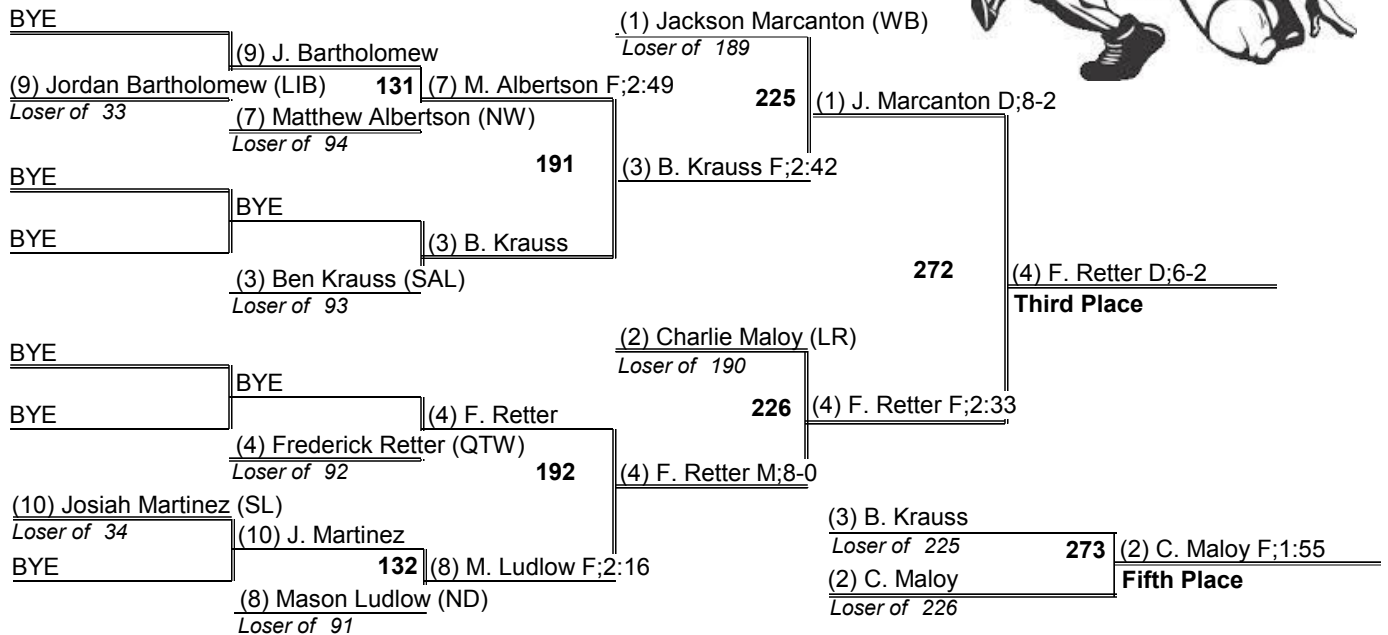 BYE
(1) Jackson Marcanton (WB)
Loser of 189
(9) J. Bartholomew
(9) Jordan Bartholomew (LIB)
Loser of 33
131
(7) M. Albertson F;2:49
225
(1) J. Marcanton D;8-2
(7) Matthew Albertson (NW)
Loser of 94
191
(3) B. Krauss F;2:42
BYE
BYE
BYE
(3) B. Krauss
(3) Ben Krauss (SAL)
Loser of 93
272
(4) F. Retter D;6-2
Third Place
BYE
(2) Charlie Maloy (LR)
Loser of 190
BYE
BYE
(4) F. Retter
226
(4) F. Retter F;2:33
(4) Frederick Retter (QTW)
Loser of 92
192
(4) F. Retter M;8-0
(10) Josiah Martinez (SL)
Loser of 34
(10) J. Martinez
BYE
132
(8) M. Ludlow F;2:16
(8) Mason Ludlow (ND)
Loser of 91
(3) B. Krauss
Loser of 225
273
(2) C. Maloy F;1:55
Fifth Place
(2) C. Maloy
Loser of 226